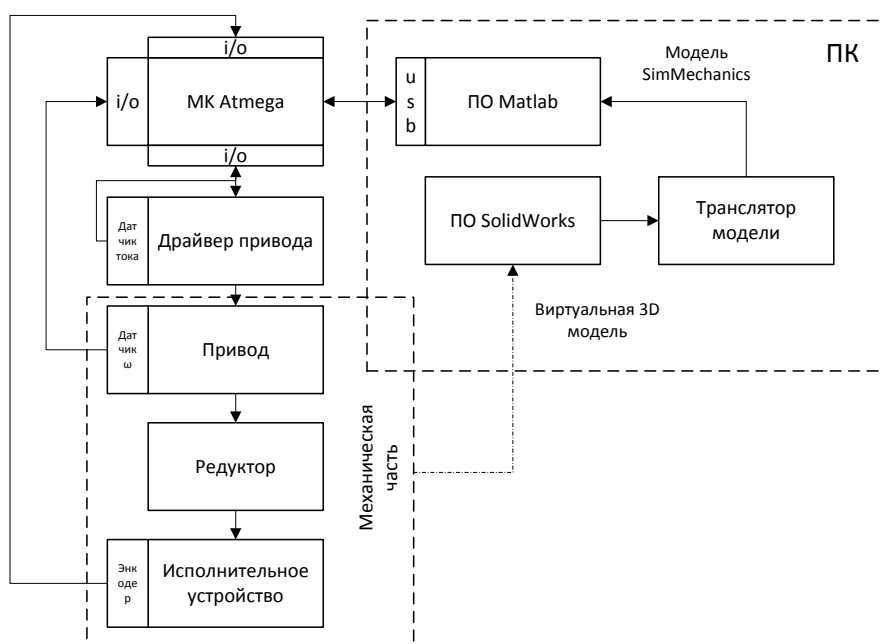 i/o
i/o
МК Atmega
i/o
u
s
b
ПО Matlab
Модель
SimMechanics
ПК
Дат
чик
тока
Драйвер привода
ПО SolidWorks
Транслятор
модели
Дат
чик
ω
Привод
Виртуальная 3D
модель
Редуктор
Механическая
часть
Энк
оде
р
Исполнительное
устройство